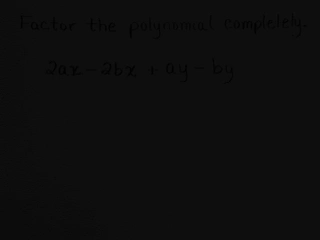 Factor the polynomial completely.
2ax - 2bx + ay - by